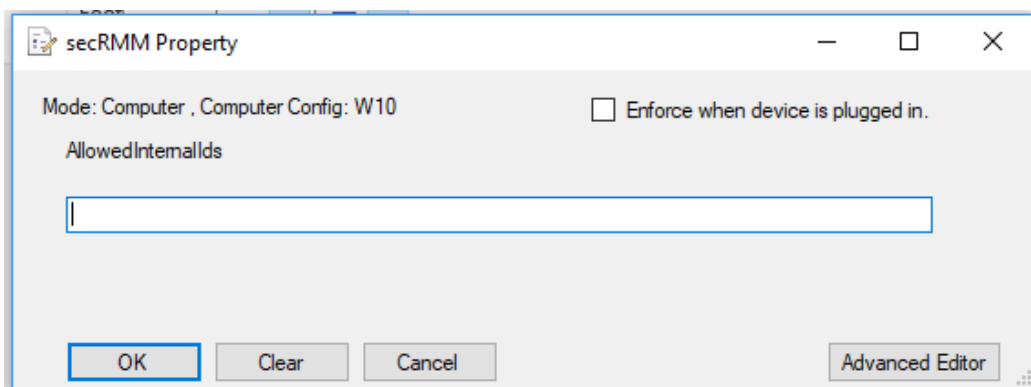 secRMM Property
Mode: Computer , Computer Config: W10
Enforce when device is plugged in.
AllowedInternalIds
OK
Clear
Cancel
Advanced Editor